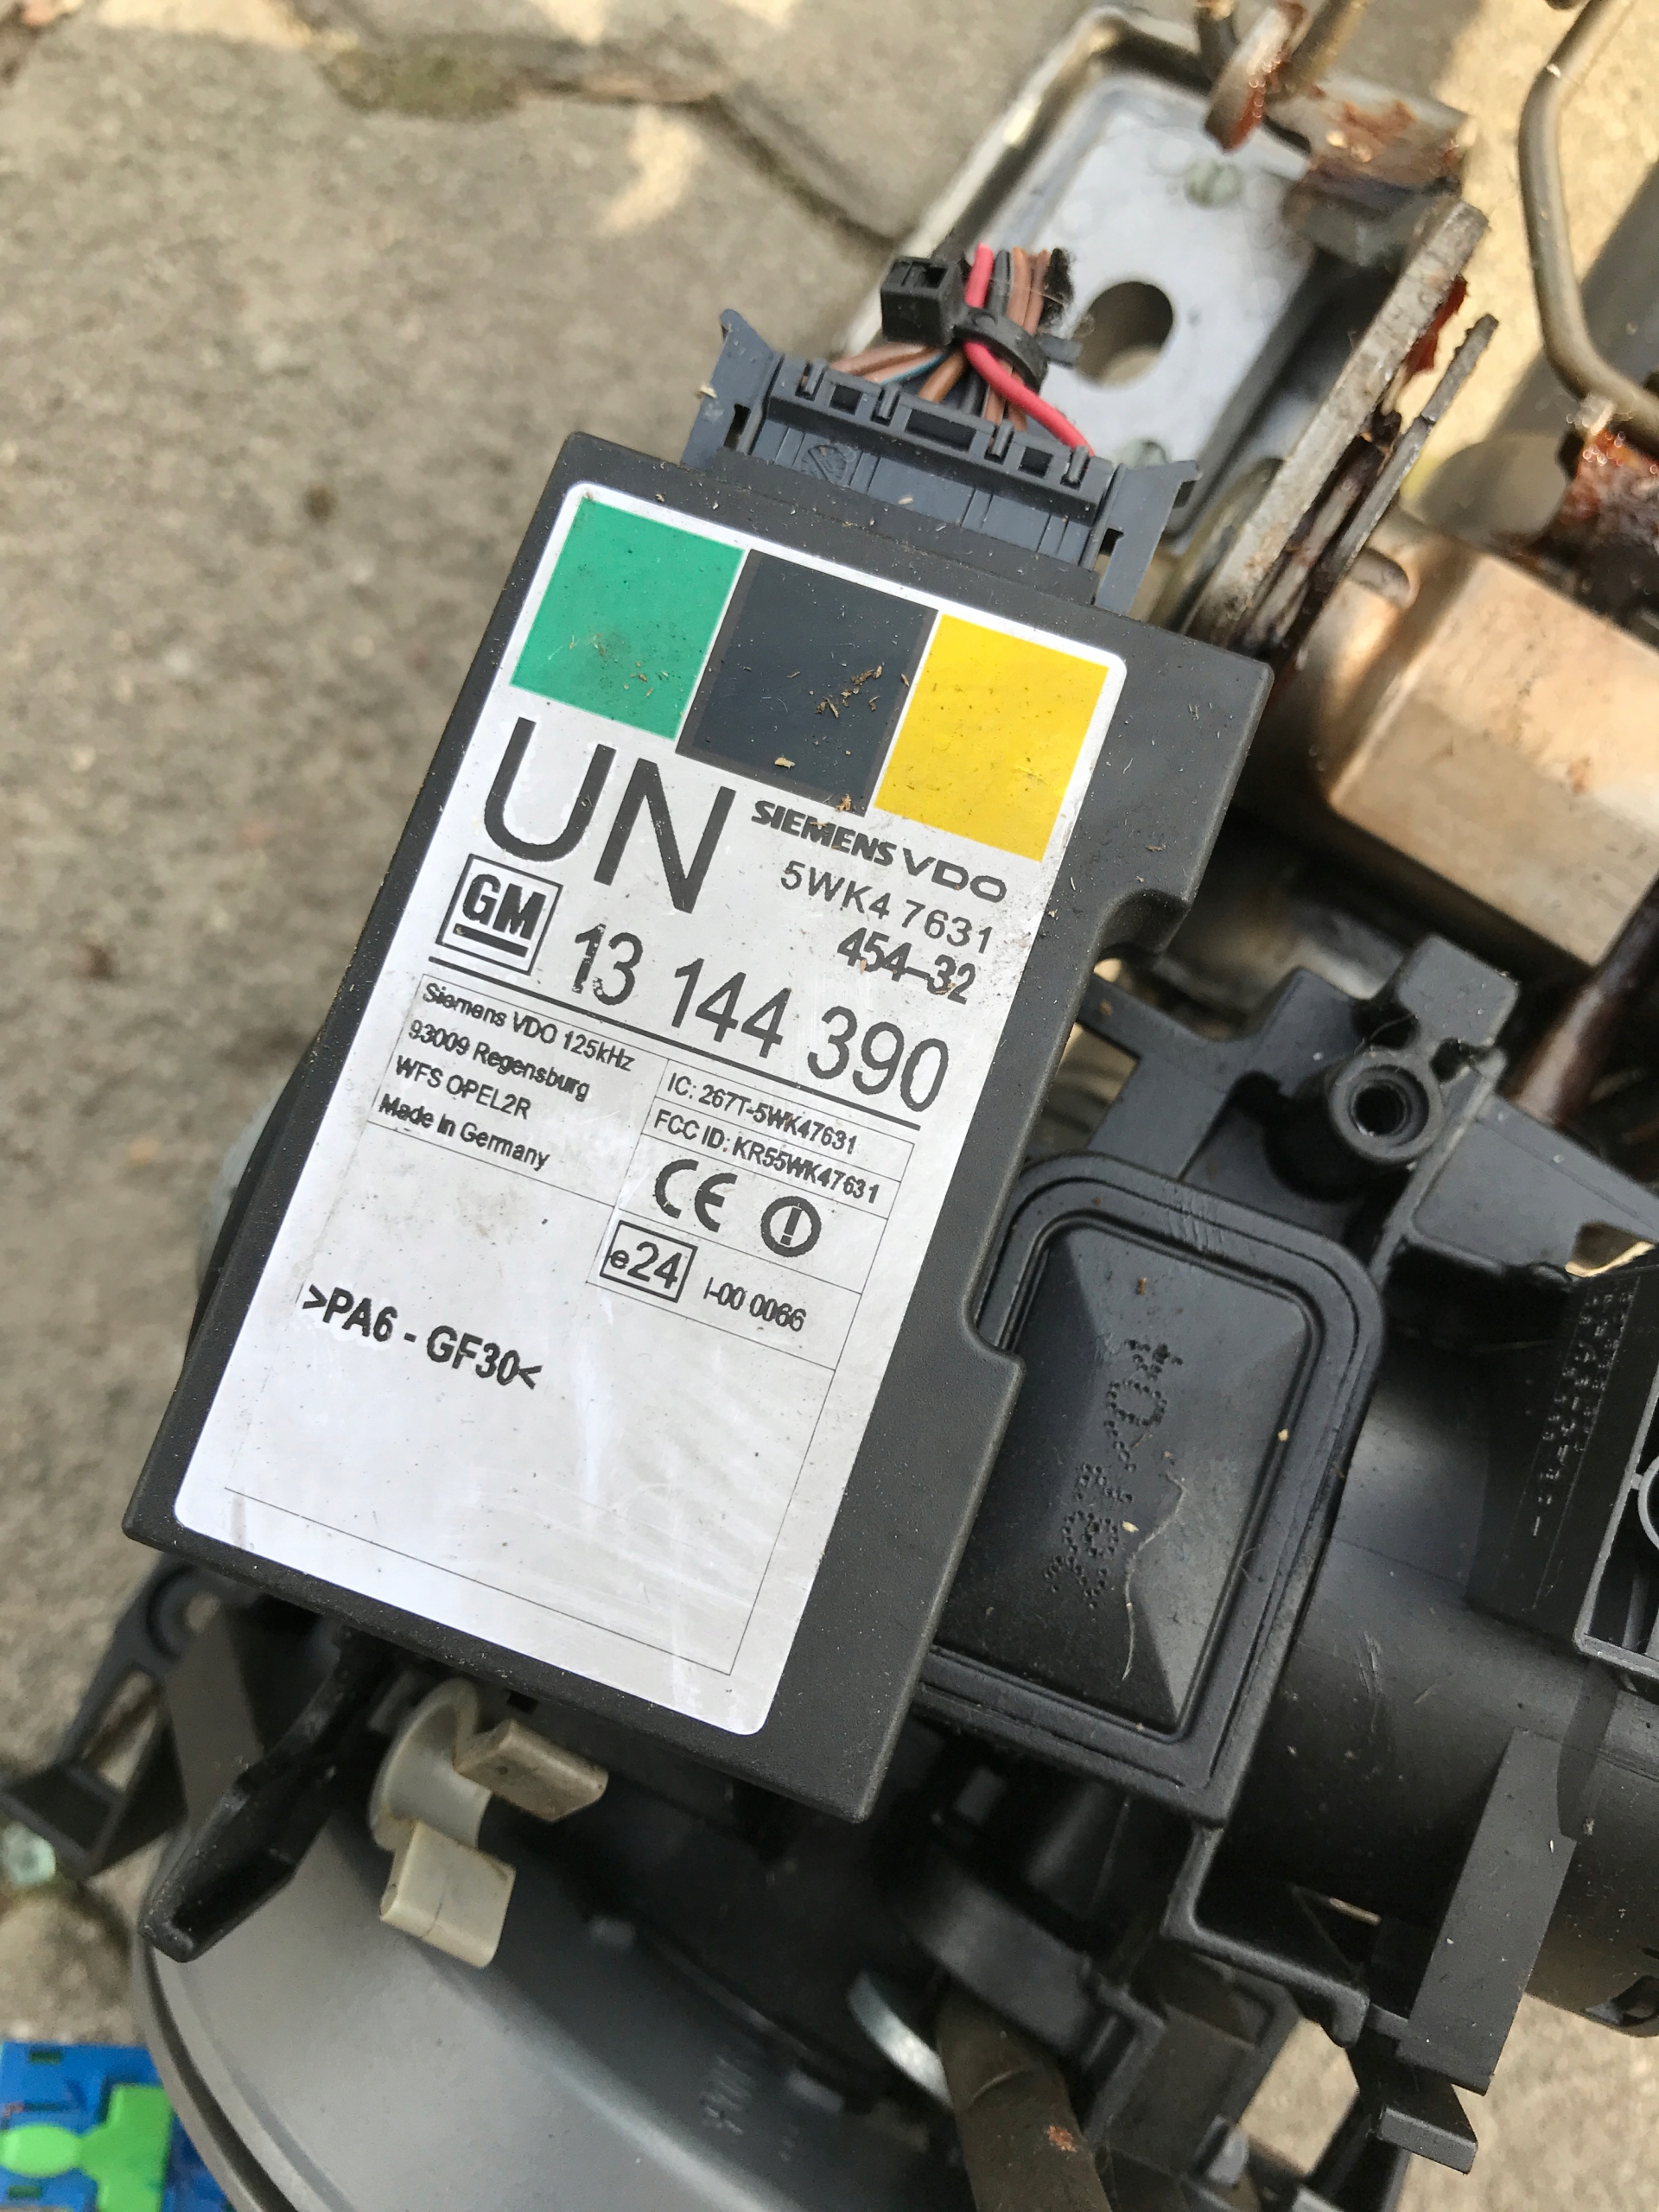 UN
SIEMENS VDO
5WK4 7631
454-32
GM
13 144 390
Siemens VDO 125kHz
93009 Regensburg
WFS OPEL2R
Made in Germany
IC: 267T-5WK47631
FCC ID: KR55WK47631
CE
e24 I-00 0066
>PA6 - GF30<